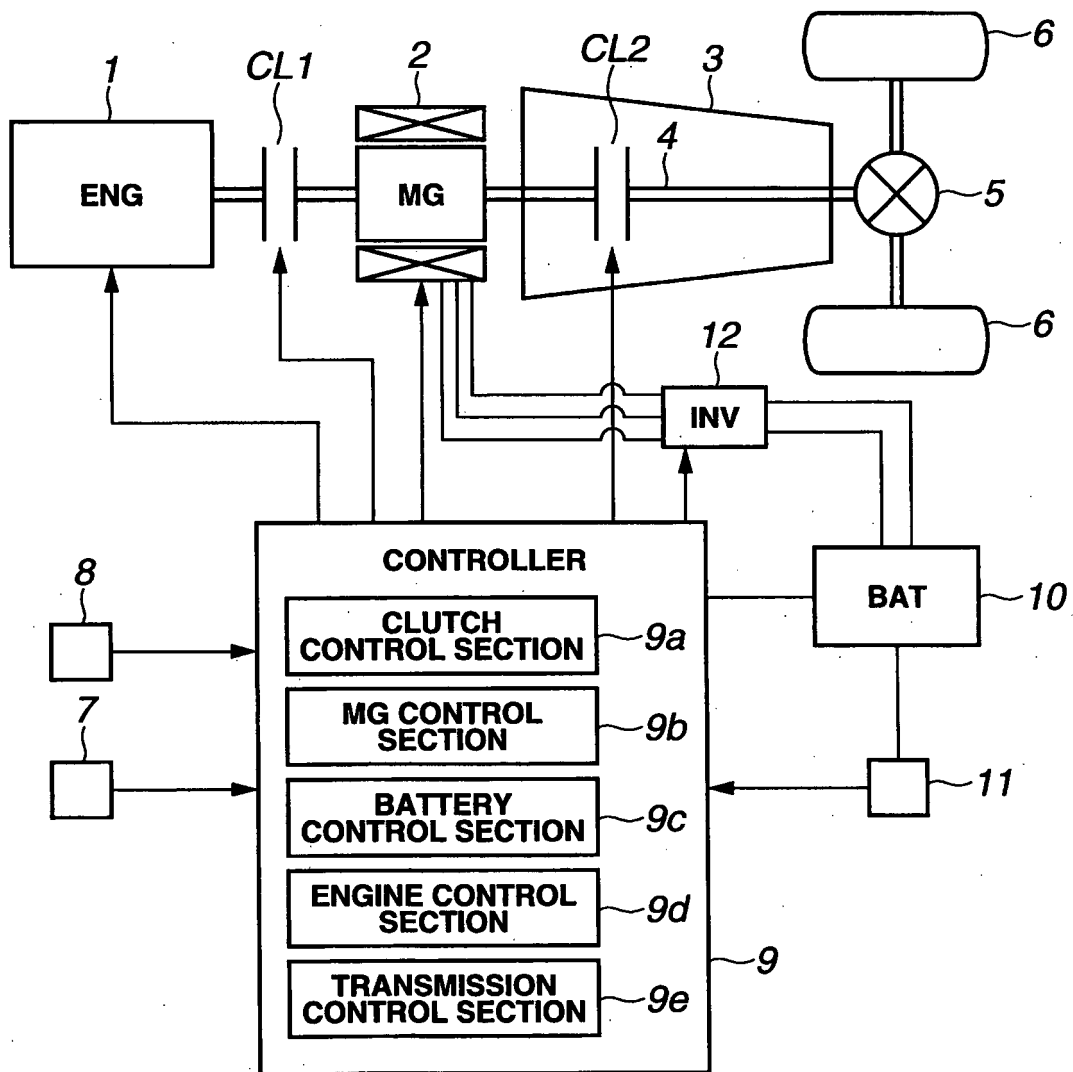 1
CL1
2
CL2
3
6
4
ENG
MG
5
6
12
INV
CONTROLLER
8
CLUTCH
CONTROL SECTION
9a
BAT
10
7
MG CONTROL
SECTION
9b
BATTERY
CONTROL SECTION
9c
11
ENGINE CONTROL
SECTION
9d
9
TRANSMISSION
CONTROL SECTION
9e